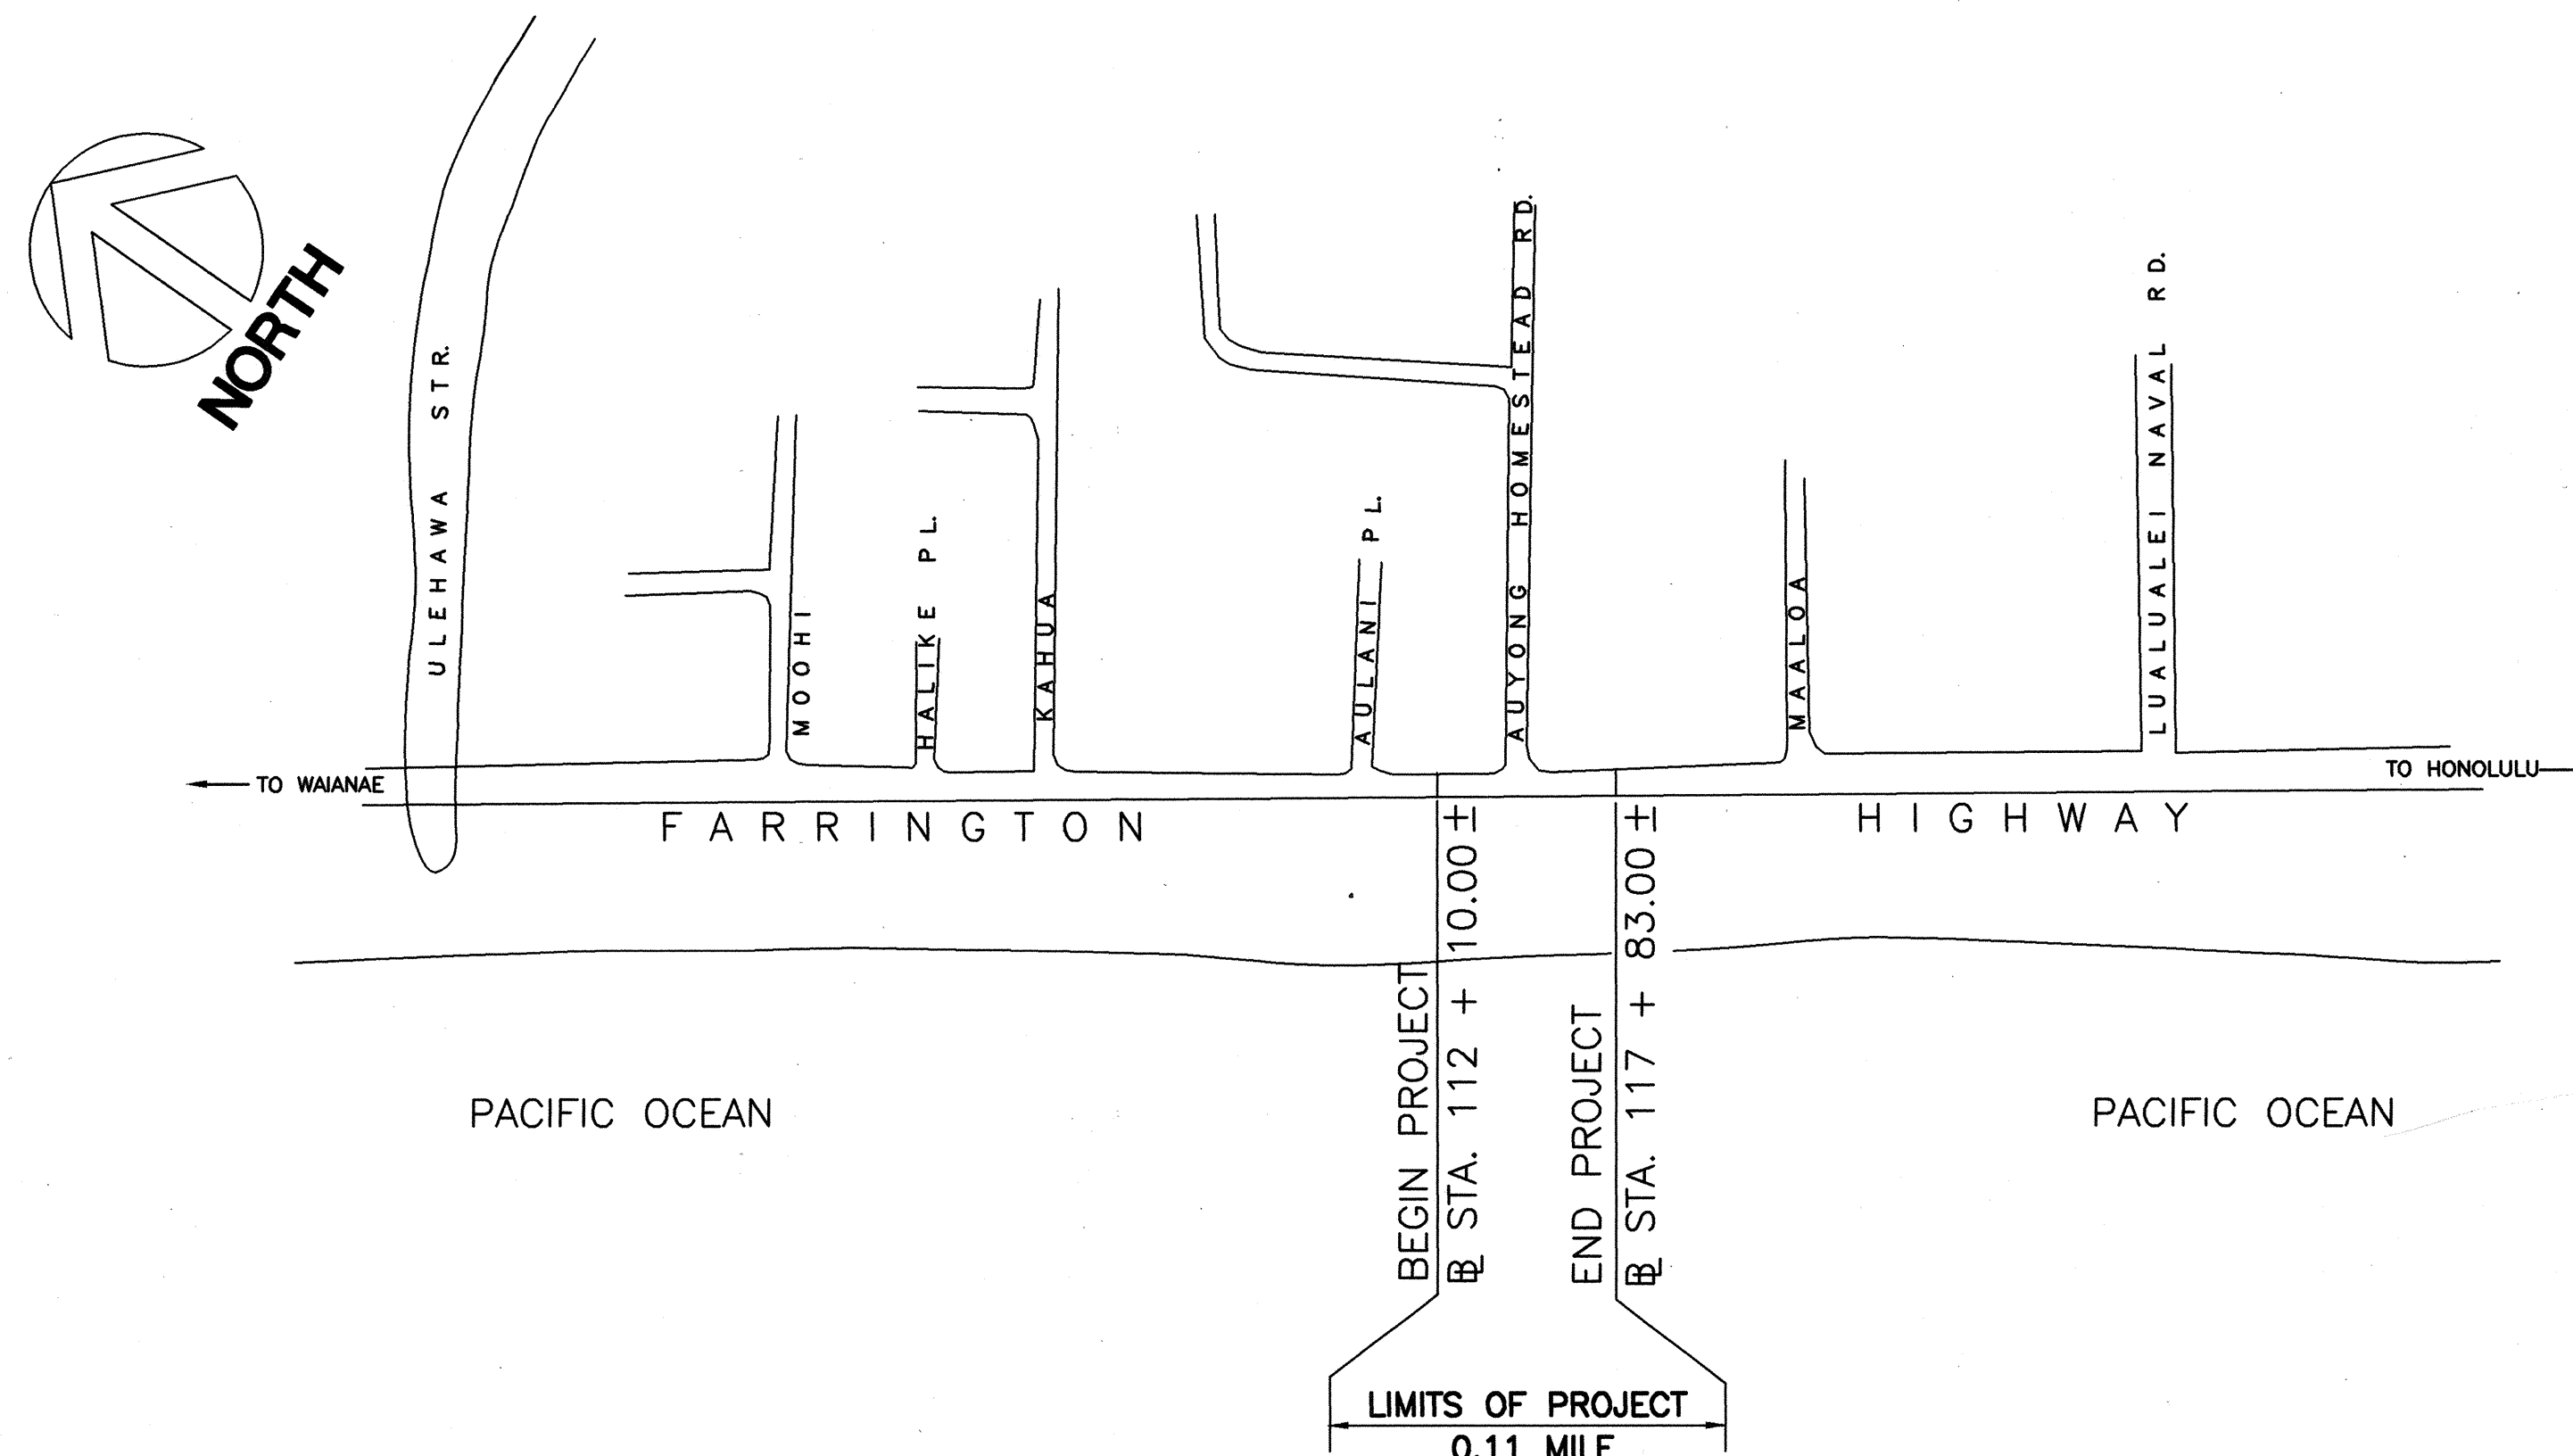 NORTH
ULEHAWA STR.
MOOHI
HALIKE PL.
KAHUA
AULANI PL.
AUYONG HOMESTEAD RD.
MAALOA
LUALUALEI NAVAL RD.
TO WAIANAE
TO HONOLULU
FARRINGTON HIGHWAY
BEGIN PROJECT
BL STA. 112 + 10.00 ±
END PROJECT
BL STA. 117 + 83.00 ±
PACIFIC OCEAN
PACIFIC OCEAN
LIMITS OF PROJECT
0.11 MILE